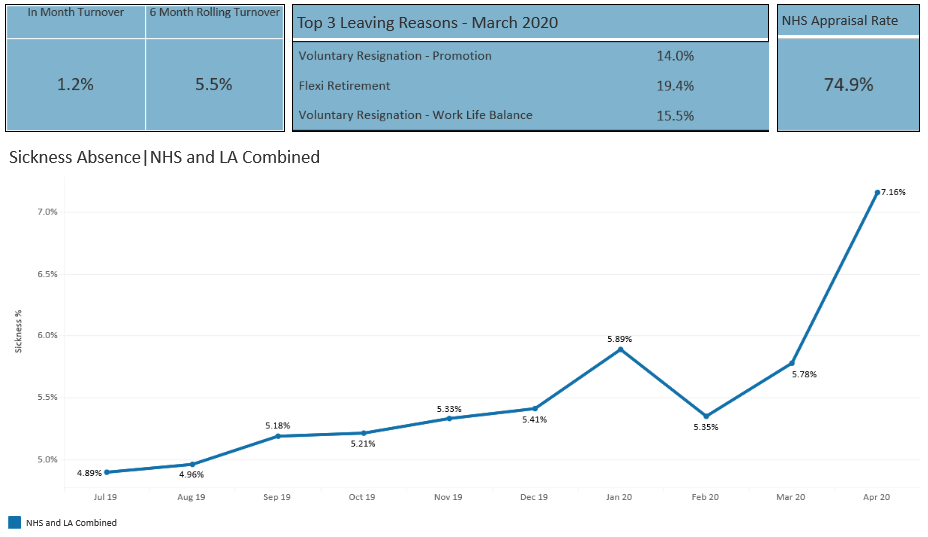 In Month Turnover
6 Month Rolling Turnover
1.2%
5.5%
Top 3 Leaving Reasons - March 2020
Voluntary Resignation - Promotion 14.0%
Flexi Retirement 19.4%
Voluntary Resignation - Work Life Balance 15.5%
NHS Appraisal Rate
74.9%
Sickness Absence|NHS and LA Combined
Sickness %
7.0%
6.5%
6.0%
5.5%
5.0%
4.89%
4.96%
5.18%
5.21%
5.33%
5.41%
5.89%
5.35%
5.78%
7.16%
Jul 19
Aug 19
Sep 19
Oct 19
Nov 19
Dec 19
Jan 20
Feb 20
Mar 20
Apr 20
NHS and LA Combined